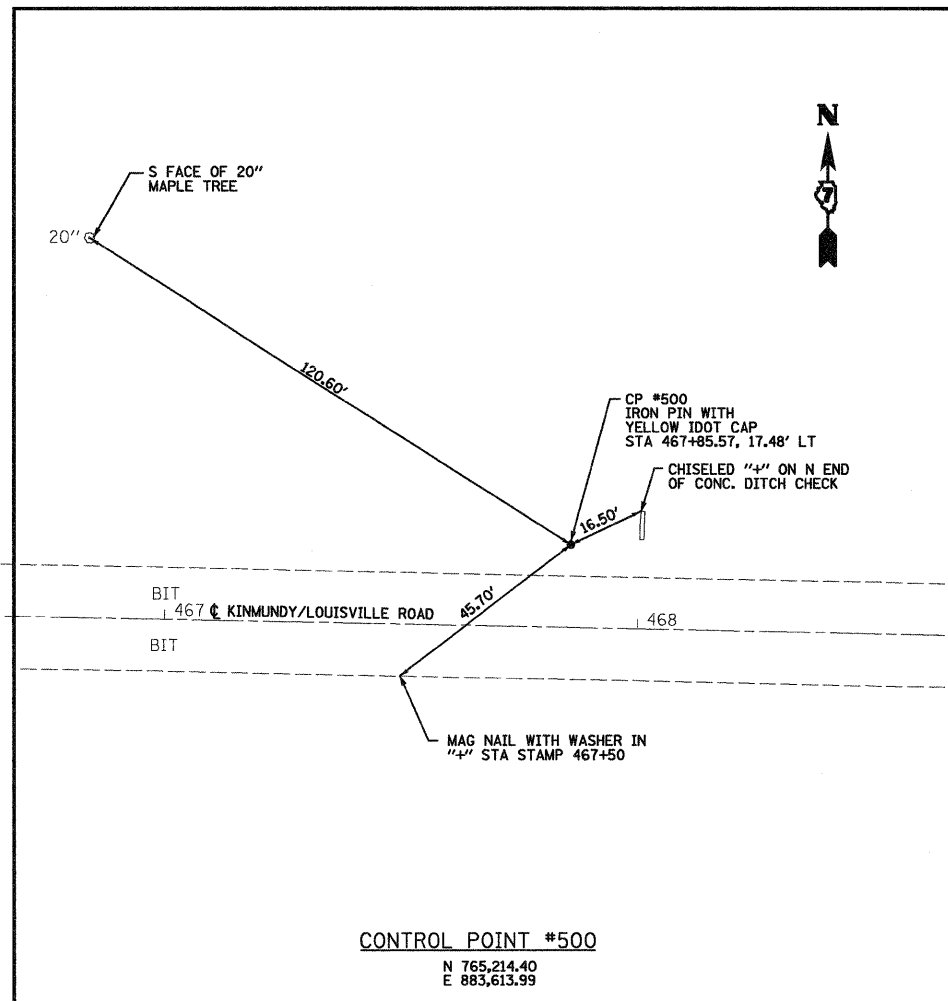 N
7
S FACE OF 20"
MAPLE TREE
20"
120.60'
CP #500
IRON PIN WITH
YELLOW IDOT CAP
STA 467+85.57, 17.48' LT
CHISELED "+" ON N END
OF CONC. DITCH CHECK
16.50'
45.70'
BIT
467 ℄ KINMUNDY/LOUISVILLE ROAD
468
BIT
MAG NAIL WITH WASHER IN
"+" STA STAMP 467+50
CONTROL POINT #500
N 765,214.40
E 883,613.99